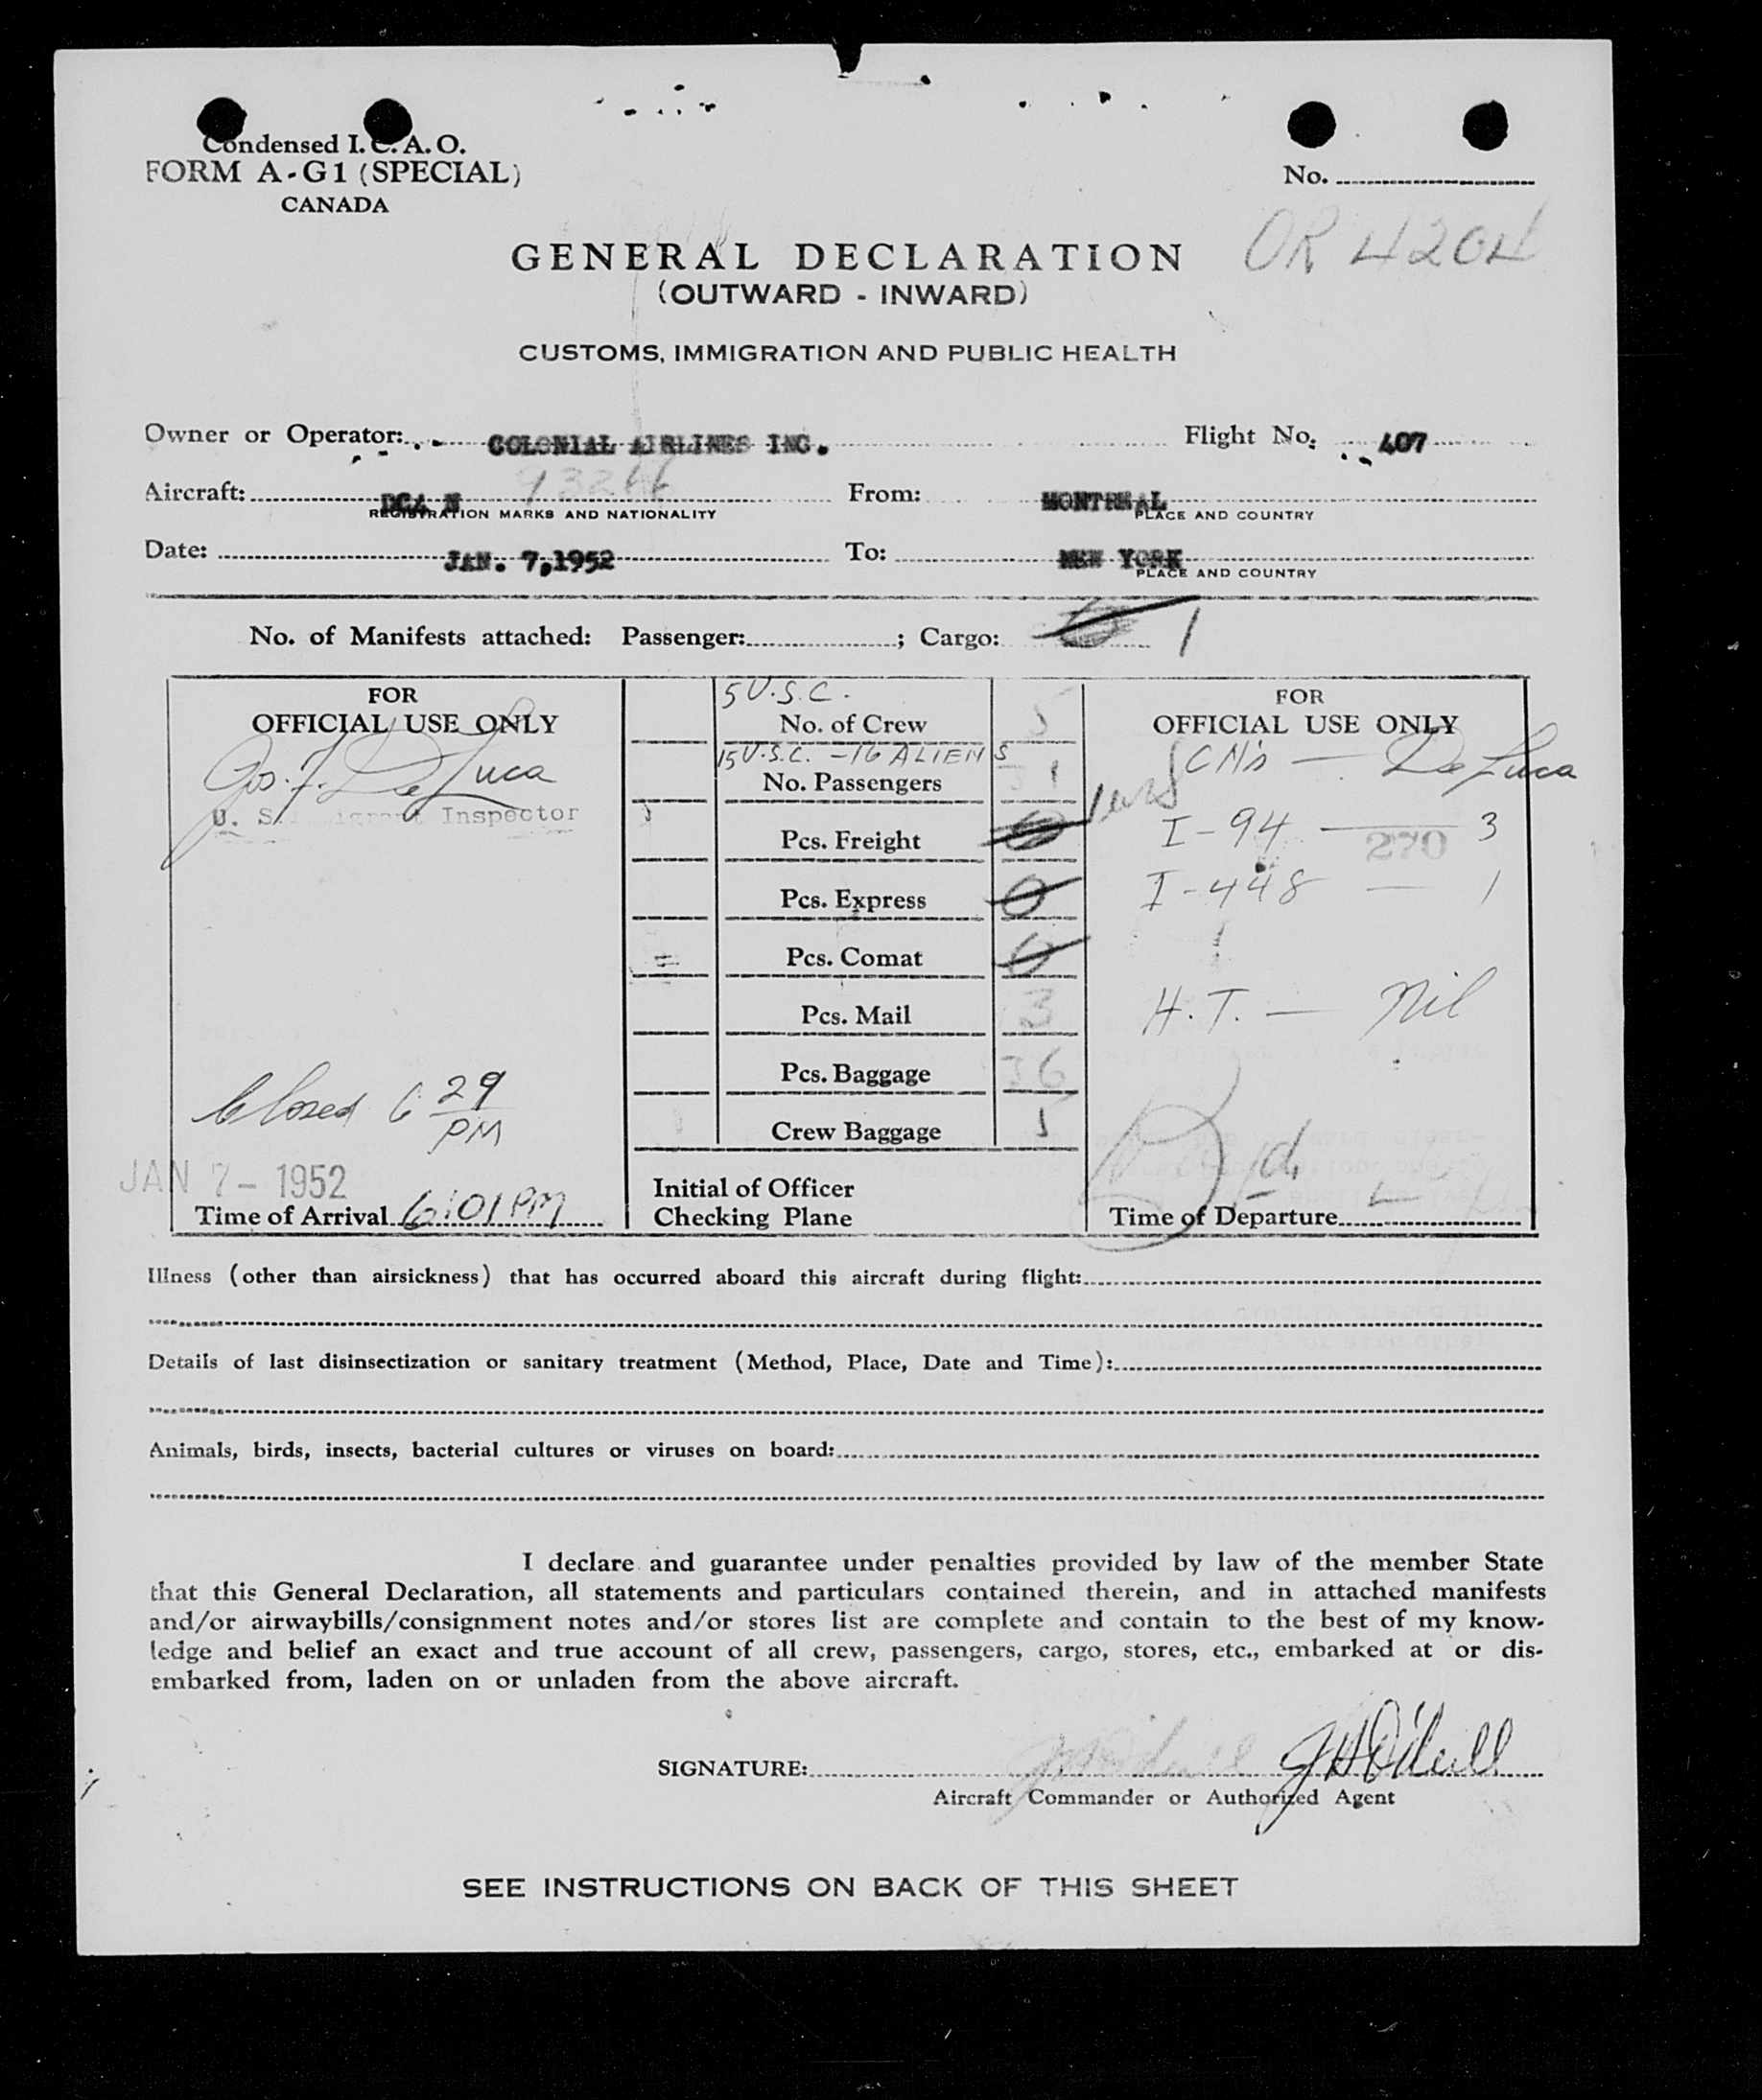 Condensed I.C.A.O.
FORM A-G1 (SPECIAL)
CANADA
No.
OR 4204
GENERAL DECLARATION
(OUTWARD - INWARD)
CUSTOMS, IMMIGRATION AND PUBLIC HEALTH
Owner or Operator: COLONIAL AIRLINES INC. Flight No. 407
Aircraft: DC4 N 93266 From: MONTREAL
REGISTRATION MARKS AND NATIONALITY PLACE AND COUNTRY
Date: JAN. 7,1952 To: NEW YORK
PLACE AND COUNTRY
No. of Manifests attached: Passenger: ; Cargo: 1
FOR
OFFICIAL USE ONLY
Jos. F. DeLuca
U. S. Inspector
Closed 6 29
PM
JAN 7- 1952
Time of Arrival 6:01 PM
5 U.S.C.
No. of Crew 5
15 U.S.C. - 16 ALIENS
No. Passengers 31
Pcs. Freight 0
Pcs. Express 0
Pcs. Comat 0
Pcs. Mail 3
Pcs. Baggage 36
Crew Baggage 5
Initial of Officer
Checking Plane
FOR
OFFICIAL USE ONLY
CN's — DeLuca
I-94 — 3
270
I-448 — 1
H.T. — Nil
Time of Departure
Illness (other than airsickness) that has occurred aboard this aircraft during flight:
Details of last disinsectization or sanitary treatment (Method, Place, Date and Time):
Animals, birds, insects, bacterial cultures or viruses on board:
I declare and guarantee under penalties provided by law of the member State
that this General Declaration, all statements and particulars contained therein, and in attached manifests
and/or airwaybills/consignment notes and/or stores list are complete and contain to the best of my know-
ledge and belief an exact and true account of all crew, passengers, cargo, stores, etc., embarked at or dis-
embarked from, laden on or unladen from the above aircraft.
SIGNATURE: JH O'Neill
Aircraft Commander or Authorized Agent
SEE INSTRUCTIONS ON BACK OF THIS SHEET